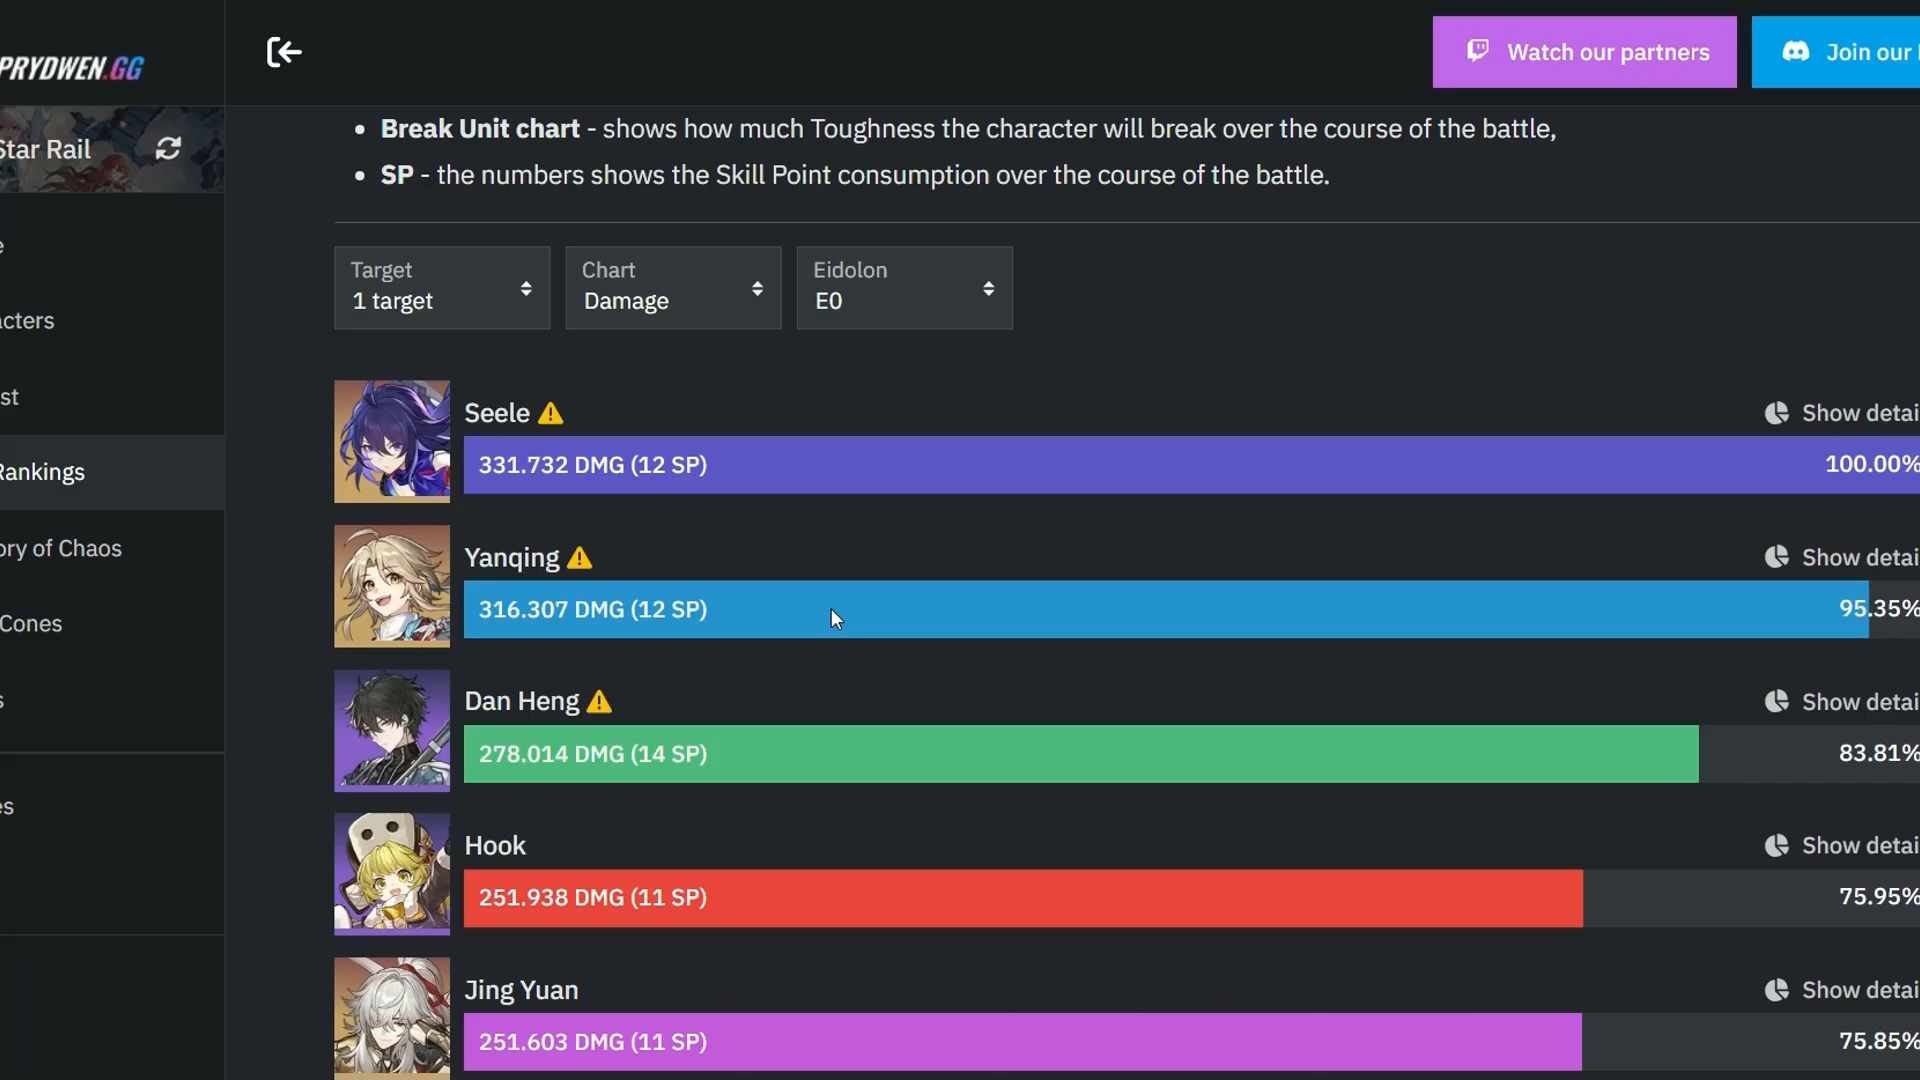 PRYDWEN.GG
Watch our partners
Join our
Star Rail
Break Unit chart - shows how much Toughness the character will break over the course of the battle,
SP - the numbers shows the Skill Point consumption over the course of the battle.
e
acters
st
Rankings
ory of Chaos
Cones
s
es
Target
1 target
Chart
Damage
Eidolon
E0
Seele
Show detai
331.732 DMG (12 SP)
100.00%
Yanqing
Show detai
316.307 DMG (12 SP)
95.35%
Dan Heng
Show detai
278.014 DMG (14 SP)
83.81%
Hook
Show detai
251.938 DMG (11 SP)
75.95%
Jing Yuan
Show detai
251.603 DMG (11 SP)
75.85%